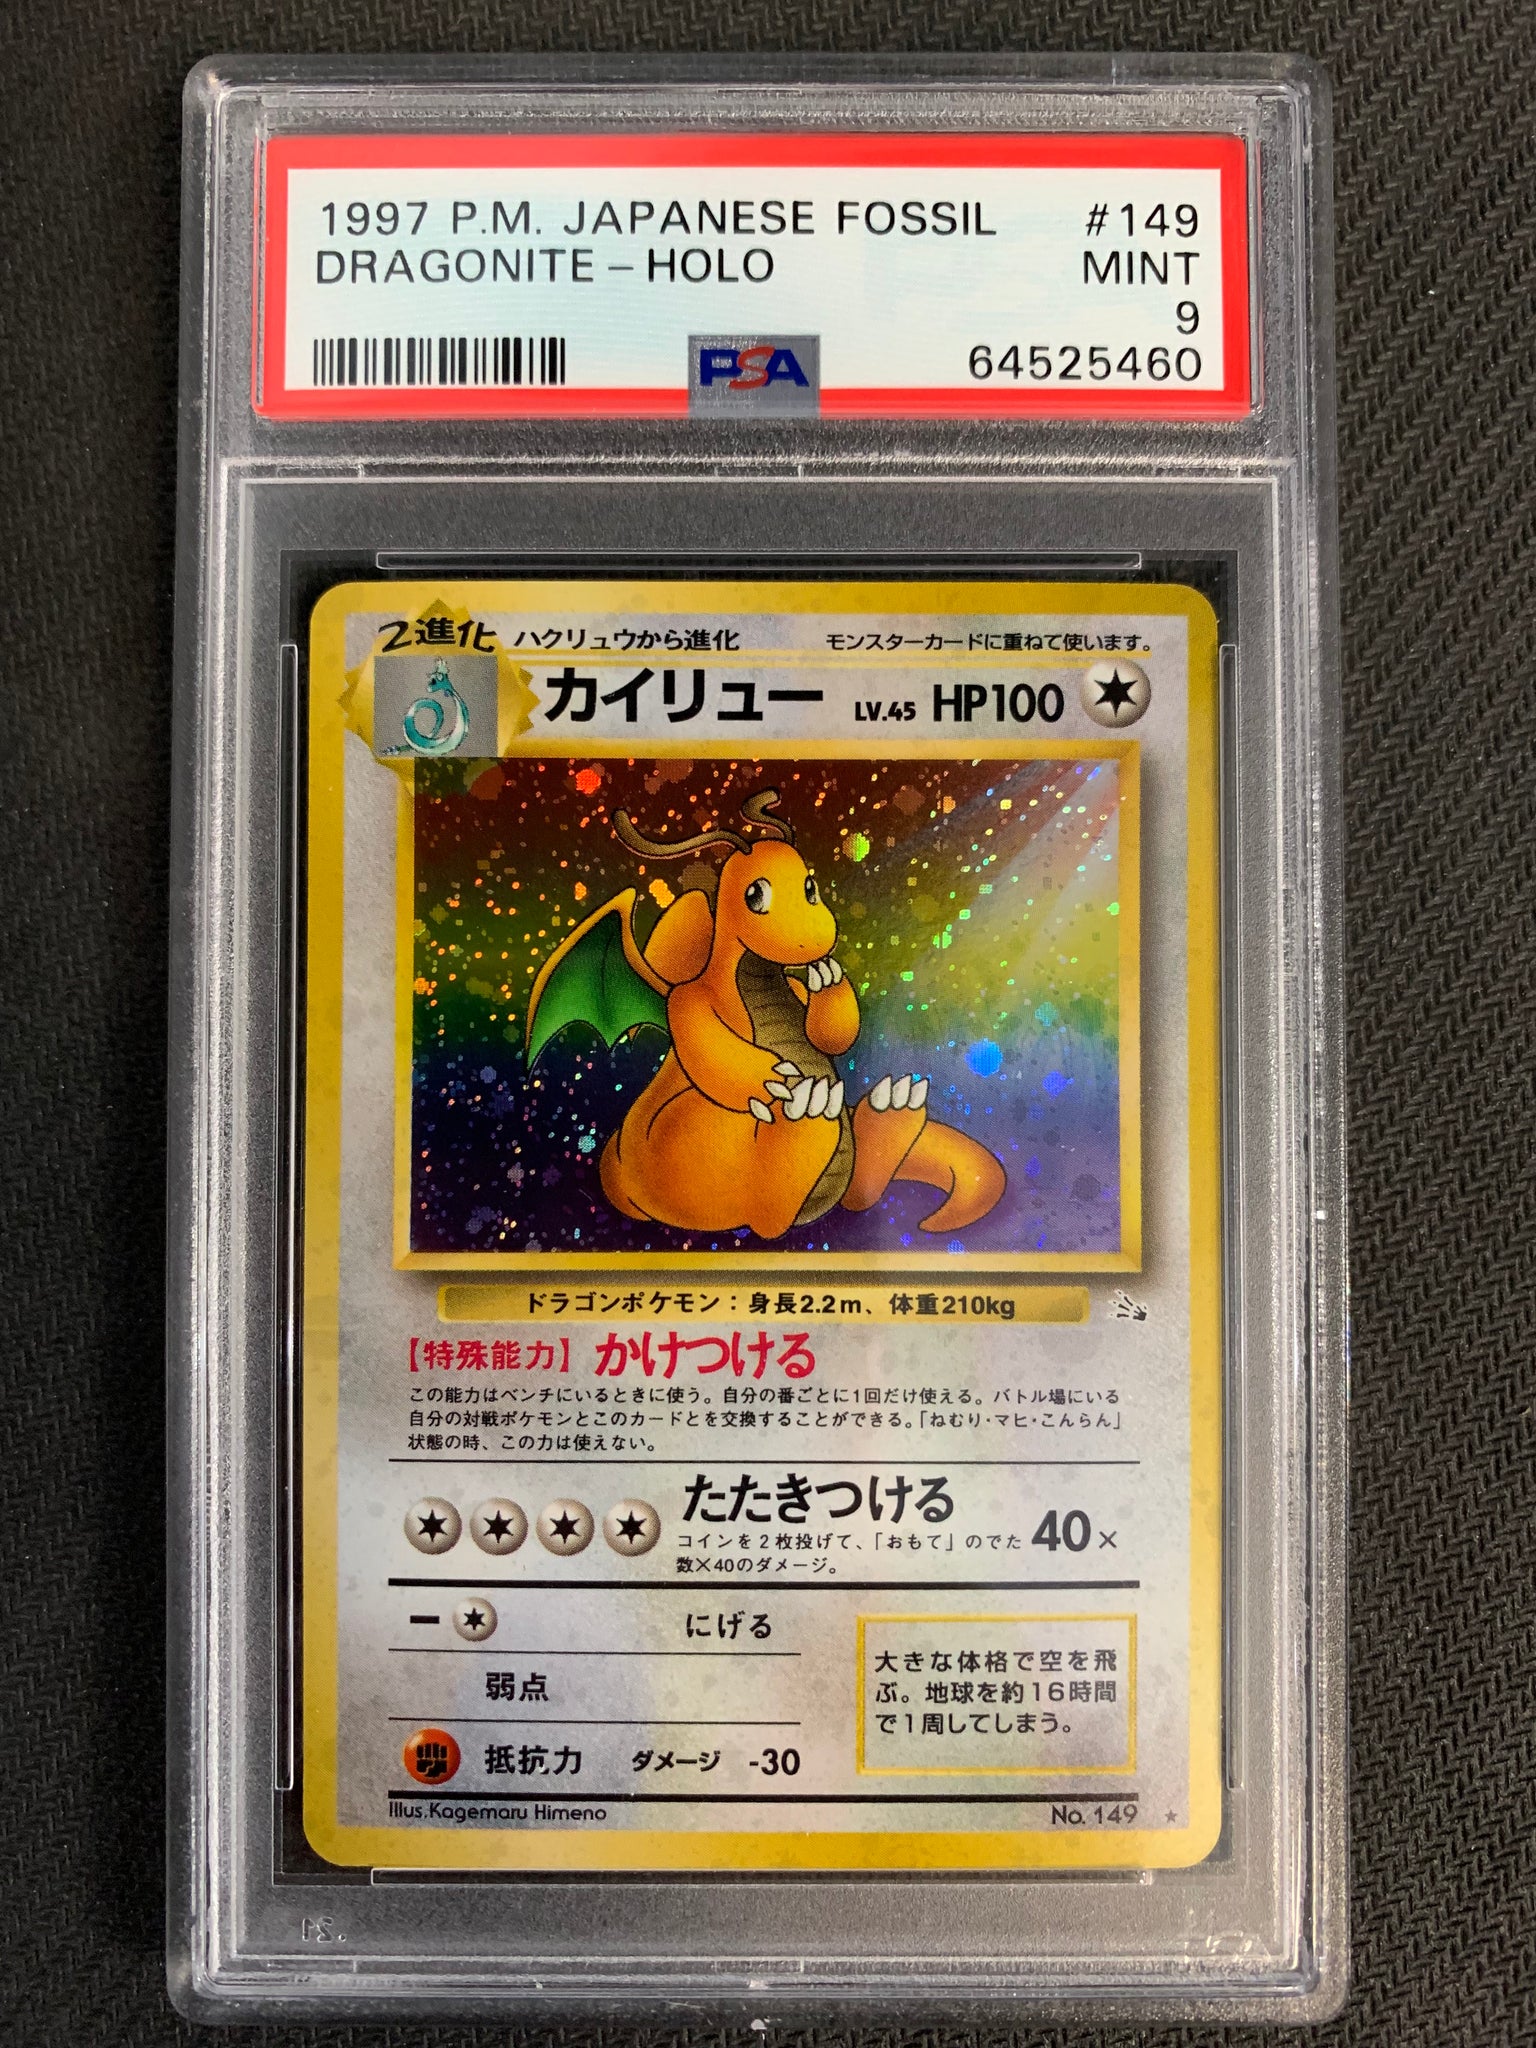 1997 P.M. JAPANESE FOSSIL #149
DRAGONITE - HOLO MINT
9
PSA 64525460
2進化 ハクリュウから進化 モンスターカードに重ねて使います。
カイリュー LV.45 HP100
ドラゴンポケモン：身長2.2m、体重210kg
【特殊能力】かけつける
この能力はベンチにいるときに使う。自分の番ごとに1回だけ使える。バトル場にいる
自分の対戦ポケモンとこのカードとを交換することができる。「ねむり・マヒ・こんらん」
状態の時、この力は使えない。
たたきつける
コインを2枚投げて、「おもて」のでた 40×
数×40のダメージ。
にげる
弱点
抵抗力 ダメージ -30
大きな体格で空を飛
ぶ。地球を約16時間
で1周してしまう。
Illus.Kagemaru Himeno No. 149 ★